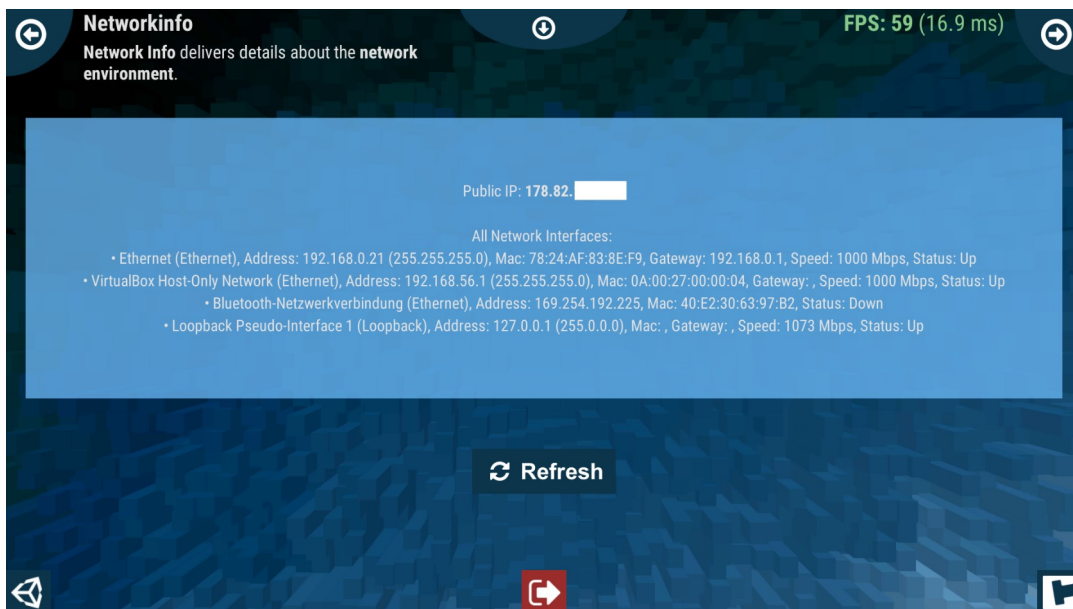 Networkinfo
FPS: 59 (16.9 ms)
Network Info delivers details about the network
environment.
Public IP: 178.82.
All Network Interfaces:
• Ethernet (Ethernet), Address: 192.168.0.21 (255.255.255.0), Mac: 78:24:AF:83:8E:F9, Gateway: 192.168.0.1, Speed: 1000 Mbps, Status: Up
• VirtualBox Host-Only Network (Ethernet), Address: 192.168.56.1 (255.255.255.0), Mac: 0A:00:27:00:00:04, Gateway: , Speed: 1000 Mbps, Status: Up
• Bluetooth-Netzwerkverbindung (Ethernet), Address: 169.254.192.225, Mac: 40:E2:30:63:97:B2, Status: Down
• Loopback Pseudo-Interface 1 (Loopback), Address: 127.0.0.1 (255.0.0.0), Mac: , Gateway: , Speed: 1073 Mbps, Status: Up
Refresh